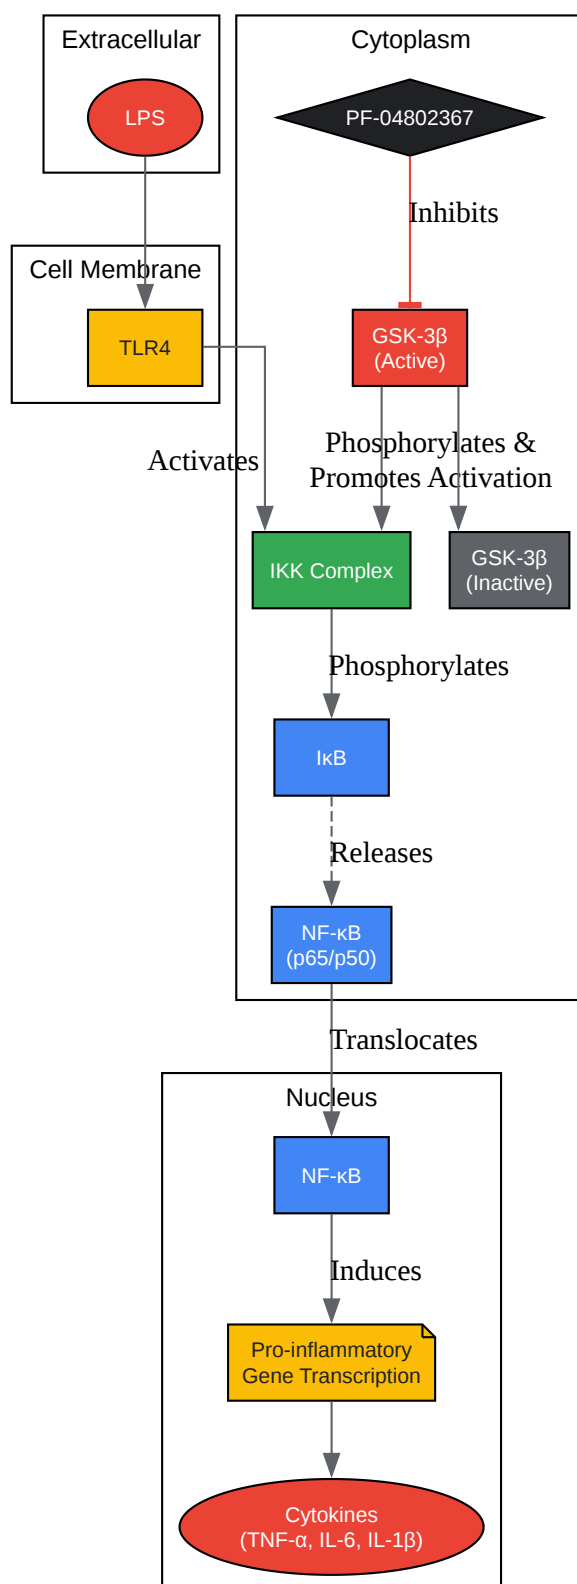 Extracellular
Cytoplasm
LPS
PF-04802367
Inhibits
Cell Membrane
TLR4
GSK-3β
(Active)
Activates
Phosphorylates &
Promotes Activation
IKK Complex
GSK-3β
(Inactive)
Phosphorylates
IκB
Releases
NF-κB
(p65/p50)
Translocates
Nucleus
NF-κB
Induces
Pro-inflammatory
Gene Transcription
Cytokines
(TNF-α, IL-6, IL-1β)